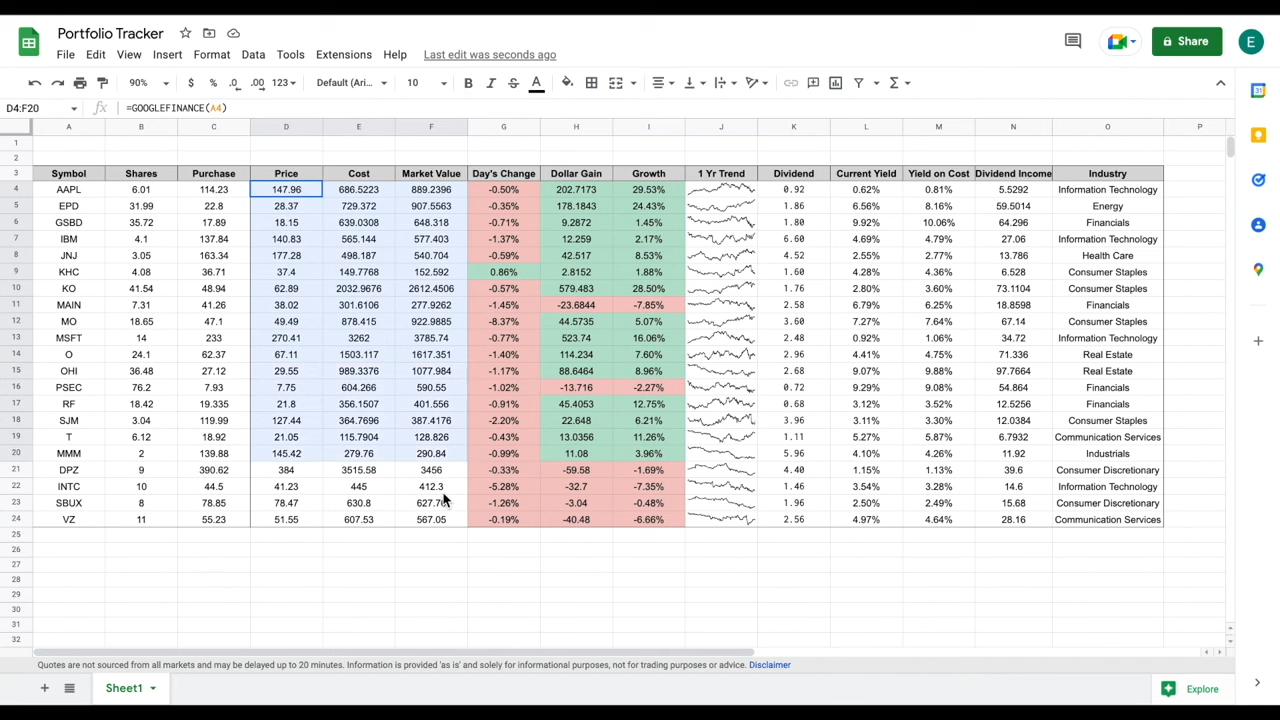 Portfolio Tracker
File Edit View Insert Format Data Tools Extensions Help Last edit was seconds ago
Share E
90% $ % .0 .00 123 Default (Ari... 10 B I S A
D4:F20 fx =GOOGLEFINANCE(A4)
A B C D E F G H I J K L M N O P
1
2
3 Symbol Shares Purchase Price Cost Market Value Day's Change Dollar Gain Growth 1 Yr Trend Dividend Current Yield Yield on Cost Dividend Income Industry
4 AAPL 6.01 114.23 147.96 686.5223 889.2396 -0.50% 202.7173 29.53% 0.92 0.62% 0.81% 5.5292 Information Technology
5 EPD 31.99 22.8 28.37 729.372 907.5563 -0.35% 178.1843 24.43% 1.86 6.56% 8.16% 59.5014 Energy
6 GSBD 35.72 17.89 18.15 639.0308 648.318 -0.71% 9.2872 1.45% 1.80 9.92% 10.06% 64.296 Financials
7 IBM 4.1 137.84 140.83 565.144 577.403 -1.37% 12.259 2.17% 6.60 4.69% 4.79% 27.06 Information Technology
8 JNJ 3.05 163.34 177.28 498.187 540.704 -0.59% 42.517 8.53% 4.52 2.55% 2.77% 13.786 Health Care
9 KHC 4.08 36.71 37.4 149.7768 152.592 0.86% 2.8152 1.88% 1.60 4.28% 4.36% 6.528 Consumer Staples
10 KO 41.54 48.94 62.89 2032.9676 2612.4506 -0.57% 579.483 28.50% 1.76 2.80% 3.60% 73.1104 Consumer Staples
11 MAIN 7.31 41.26 38.02 301.6106 277.9262 -1.45% -23.6844 -7.85% 2.58 6.79% 6.25% 18.8598 Financials
12 MO 18.65 47.1 49.49 878.415 922.9885 -8.37% 44.5735 5.07% 3.60 7.27% 7.64% 67.14 Consumer Staples
13 MSFT 14 233 270.41 3262 3785.74 -0.77% 523.74 16.06% 2.48 0.92% 1.06% 34.72 Information Technology
14 O 24.1 62.37 67.11 1503.117 1617.351 -1.40% 114.234 7.60% 2.96 4.41% 4.75% 71.336 Real Estate
15 OHI 36.48 27.12 29.55 989.3376 1077.984 -1.17% 88.6464 8.96% 2.68 9.07% 9.88% 97.7664 Real Estate
16 PSEC 76.2 7.93 7.75 604.266 590.55 -1.02% -13.716 -2.27% 0.72 9.29% 9.08% 54.864 Financials
17 RF 18.42 19.335 21.8 356.1507 401.556 -0.91% 45.4053 12.75% 0.68 3.12% 3.52% 12.5256 Financials
18 SJM 3.04 119.99 127.44 364.7696 387.4176 -2.20% 22.648 6.21% 3.96 3.11% 3.30% 12.0384 Consumer Staples
19 T 6.12 18.92 21.05 115.7904 128.826 -0.43% 13.0356 11.26% 1.11 5.27% 5.87% 6.7932 Communication Services
20 MMM 2 139.88 145.42 279.76 290.84 -0.99% 11.08 3.96% 5.96 4.10% 4.26% 11.92 Industrials
21 DPZ 9 390.62 384 3515.58 3456 -0.33% -59.58 -1.69% 4.40 1.15% 1.13% 39.6 Consumer Discretionary
22 INTC 10 44.5 41.23 445 412.3 -5.28% -32.7 -7.35% 1.46 3.54% 3.28% 14.6 Information Technology
23 SBUX 8 78.85 78.47 630.8 -1.26% -3.04 -0.48% 1.96 2.50% 2.49% 15.68 Consumer Discretionary
24 VZ 11 55.23 51.55 607.53 567.05 -0.19% -40.48 -6.66% 2.56 4.97% 4.64% 28.16 Communication Services
25
26
27
28
29
30
31
32
Quotes are not sourced from all markets and may be delayed up to 20 minutes. Information is provided 'as is' and solely for informational purposes, not for trading purposes or advice. Disclaimer
Sheet1 Explore